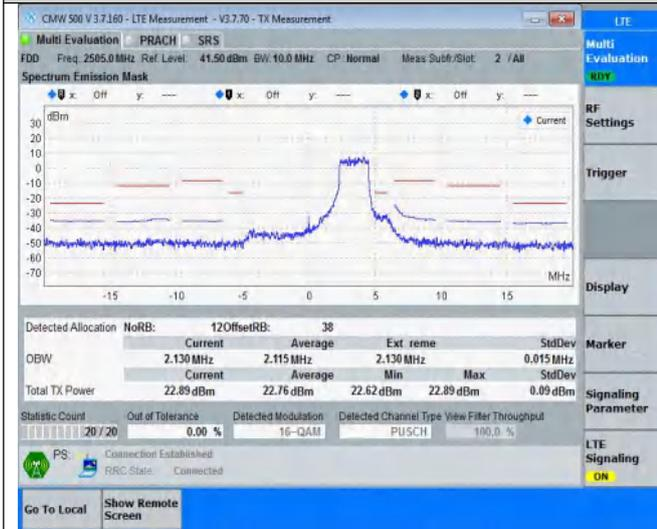 CMW 500 V 3.7.160 - LTE Measurement - V3.7.70 - TX Measurement
LTE
Multi Evaluation PRACH SRS
Multi Evaluation
RDY
FDD Freq: 2505.0 MHz Ref. Level: 41.50 dBm BW: 10.0 MHz CP: Normal Meas Subfr./Slot: 2 / All
Spectrum Emission Mask
x: Off y: --- x: Off y: --- x: Off y: ---
dBm
Current
30
20
10
0
-10
-20
-30
-40
-50
-60
-70
MHz
-15 -10 -5 0 5 10 15
RF Settings
Trigger
Display
Marker
Signaling Parameter
LTE Signaling
ON
Detected Allocation NoRB: 12OffsetRB: 38
Current Average Ext reme StdDev
OBW 2.130 MHz 2.115 MHz 2.130 MHz 0.015 MHz
Current Average Min Max StdDev
Total TX Power 22.89 dBm 22.76 dBm 22.62 dBm 22.89 dBm 0.09 dBm
Statistic Count Out of Tolerance Detected Modulation Detected Channel Type View Filter Throughput
20 / 20 0.00 % 16-QAM PUSCH 100.0 %
PS: Connection Established
RRC State: Connected
Go To Local
Show Remote Screen